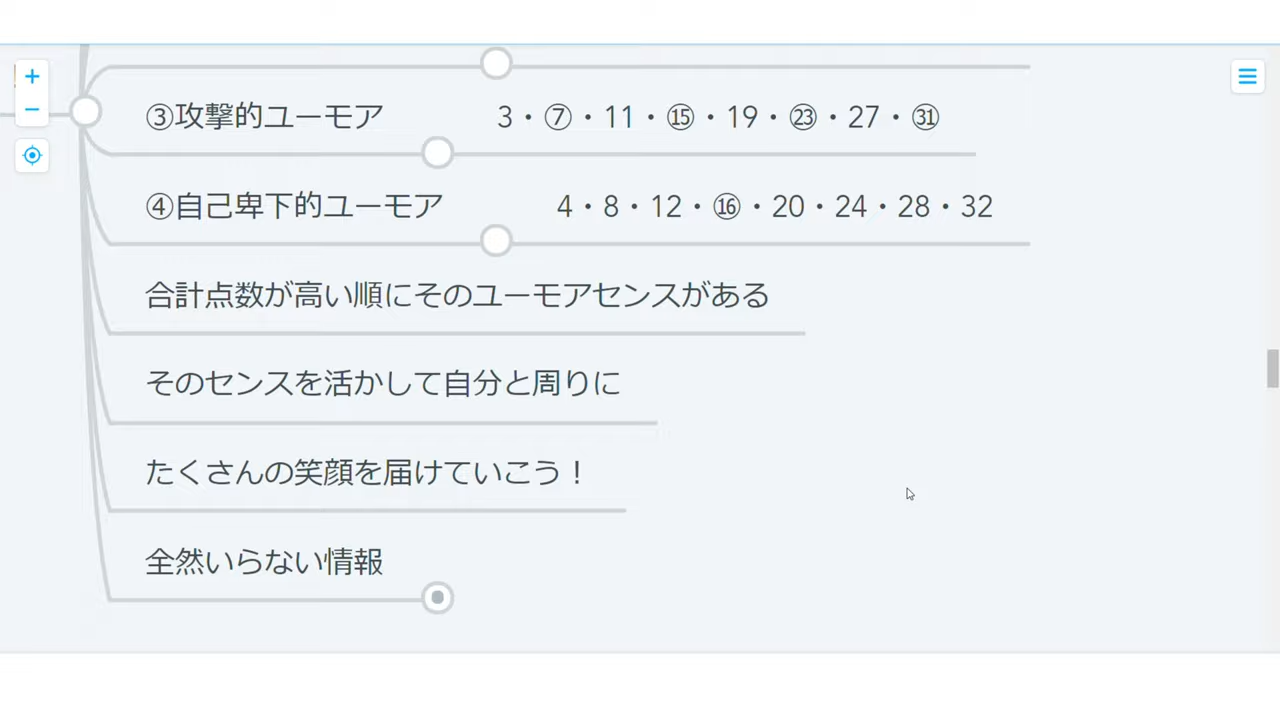 ③攻撃的ユーモア 3・⑦・11・⑮・19・㉓・27・㉛
④自己卑下的ユーモア 4・8・12・⑯・20・24・28・32
合計点数が高い順にそのユーモアセンスがある
そのセンスを活かして自分と周りに
たくさんの笑顔を届けていこう！
全然いらない情報